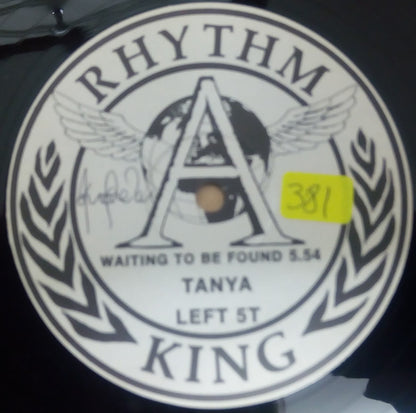 RHYTHM
A
381
WAITING TO BE FOUND 5.54
TANYA
LEFT 5T
KING